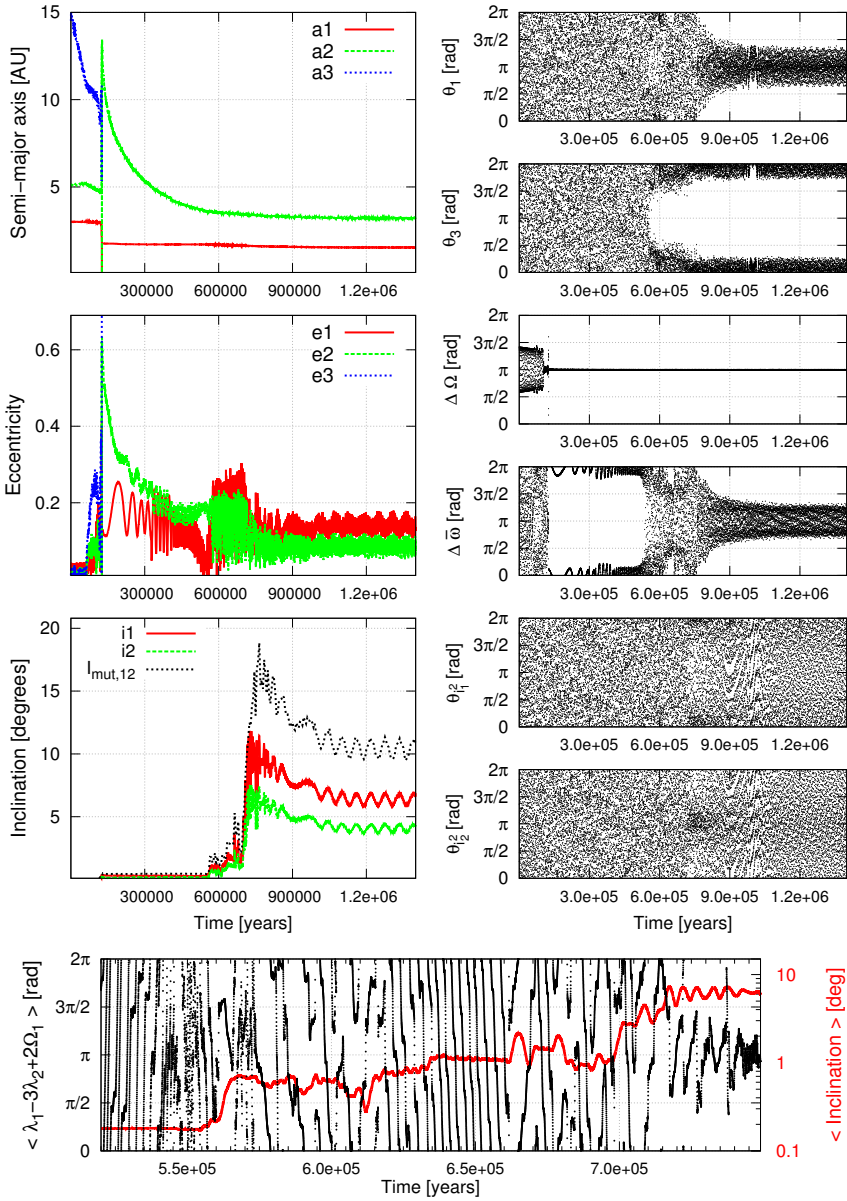 Semi-major axis [AU]
15
10
5
a1
a2
a3
300000 600000 900000 1.2e+06
θ1 [rad]
2π
3π/2
π
π/2
0
3.0e+05 6.0e+05 9.0e+05 1.2e+06
θ3 [rad]
2π
3π/2
π
π/2
0
3.0e+05 6.0e+05 9.0e+05 1.2e+06
Eccentricity
0.6
0.4
0.2
e1
e2
e3
300000 600000 900000 1.2e+06
Δ Ω [rad]
2π
3π/2
π
π/2
0
3.0e+05 6.0e+05 9.0e+05 1.2e+06
Δ ϖ [rad]
2π
3π/2
π
π/2
0
3.0e+05 6.0e+05 9.0e+05 1.2e+06
Inclination [degrees]
20
15
10
5
i1
i2
Imut,12
300000 600000 900000 1.2e+06
Time [years]
θi1² [rad]
2π
3π/2
π
π/2
0
3.0e+05 6.0e+05 9.0e+05 1.2e+06
θi2² [rad]
2π
3π/2
π
π/2
0
3.0e+05 6.0e+05 9.0e+05 1.2e+06
Time [years]
< λ1-3λ2+2Ω1 > [rad]
2π
3π/2
π
π/2
0
10
1
0.1
< Inclination > [deg]
5.5e+05 6.0e+05 6.5e+05 7.0e+05
Time [years]